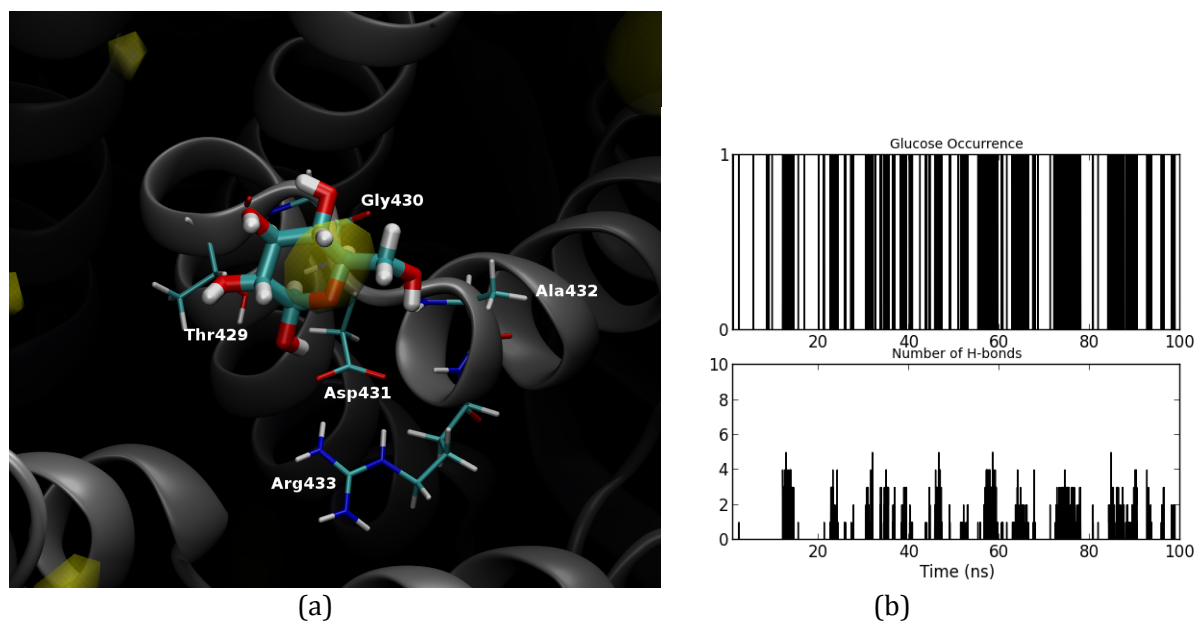 Gly430
Ala432
Thr429
Asp431
Arg433
(a)
Glucose Occurrence
1
0
20 40 60 80 100
Number of H-bonds
10
8
6
4
2
0
20 40 60 80 100
Time (ns)
(b)